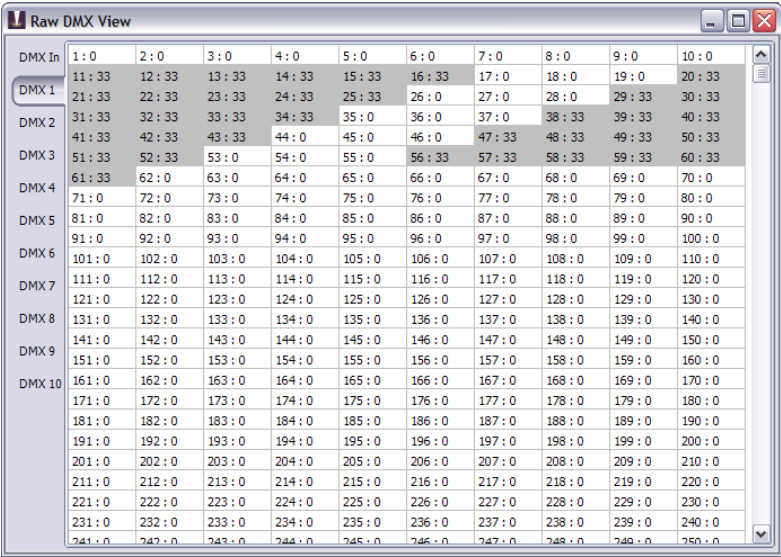 Raw DMX View
DMX In
DMX 1
DMX 2
DMX 3
DMX 4
DMX 5
DMX 6
DMX 7
DMX 8
DMX 9
DMX 10
1 : 0 2 : 0 3 : 0 4 : 0 5 : 0 6 : 0 7 : 0 8 : 0 9 : 0 10 : 0
11 : 33 12 : 33 13 : 33 14 : 33 15 : 33 16 : 33 17 : 0 18 : 0 19 : 0 20 : 33
21 : 33 22 : 33 23 : 33 24 : 33 25 : 33 26 : 0 27 : 0 28 : 0 29 : 33 30 : 33
31 : 33 32 : 33 33 : 33 34 : 33 35 : 0 36 : 0 37 : 0 38 : 33 39 : 33 40 : 33
41 : 33 42 : 33 43 : 33 44 : 0 45 : 0 46 : 0 47 : 33 48 : 33 49 : 33 50 : 33
51 : 33 52 : 33 53 : 0 54 : 0 55 : 0 56 : 33 57 : 33 58 : 33 59 : 33 60 : 33
61 : 33 62 : 0 63 : 0 64 : 0 65 : 0 66 : 0 67 : 0 68 : 0 69 : 0 70 : 0
71 : 0 72 : 0 73 : 0 74 : 0 75 : 0 76 : 0 77 : 0 78 : 0 79 : 0 80 : 0
81 : 0 82 : 0 83 : 0 84 : 0 85 : 0 86 : 0 87 : 0 88 : 0 89 : 0 90 : 0
91 : 0 92 : 0 93 : 0 94 : 0 95 : 0 96 : 0 97 : 0 98 : 0 99 : 0 100 : 0
101 : 0 102 : 0 103 : 0 104 : 0 105 : 0 106 : 0 107 : 0 108 : 0 109 : 0 110 : 0
111 : 0 112 : 0 113 : 0 114 : 0 115 : 0 116 : 0 117 : 0 118 : 0 119 : 0 120 : 0
121 : 0 122 : 0 123 : 0 124 : 0 125 : 0 126 : 0 127 : 0 128 : 0 129 : 0 130 : 0
131 : 0 132 : 0 133 : 0 134 : 0 135 : 0 136 : 0 137 : 0 138 : 0 139 : 0 140 : 0
141 : 0 142 : 0 143 : 0 144 : 0 145 : 0 146 : 0 147 : 0 148 : 0 149 : 0 150 : 0
151 : 0 152 : 0 153 : 0 154 : 0 155 : 0 156 : 0 157 : 0 158 : 0 159 : 0 160 : 0
161 : 0 162 : 0 163 : 0 164 : 0 165 : 0 166 : 0 167 : 0 168 : 0 169 : 0 170 : 0
171 : 0 172 : 0 173 : 0 174 : 0 175 : 0 176 : 0 177 : 0 178 : 0 179 : 0 180 : 0
181 : 0 182 : 0 183 : 0 184 : 0 185 : 0 186 : 0 187 : 0 188 : 0 189 : 0 190 : 0
191 : 0 192 : 0 193 : 0 194 : 0 195 : 0 196 : 0 197 : 0 198 : 0 199 : 0 200 : 0
201 : 0 202 : 0 203 : 0 204 : 0 205 : 0 206 : 0 207 : 0 208 : 0 209 : 0 210 : 0
211 : 0 212 : 0 213 : 0 214 : 0 215 : 0 216 : 0 217 : 0 218 : 0 219 : 0 220 : 0
221 : 0 222 : 0 223 : 0 224 : 0 225 : 0 226 : 0 227 : 0 228 : 0 229 : 0 230 : 0
231 : 0 232 : 0 233 : 0 234 : 0 235 : 0 236 : 0 237 : 0 238 : 0 239 : 0 240 : 0
241 : 0 242 : 0 243 : 0 244 : 0 245 : 0 246 : 0 247 : 0 248 : 0 249 : 0 250 : 0